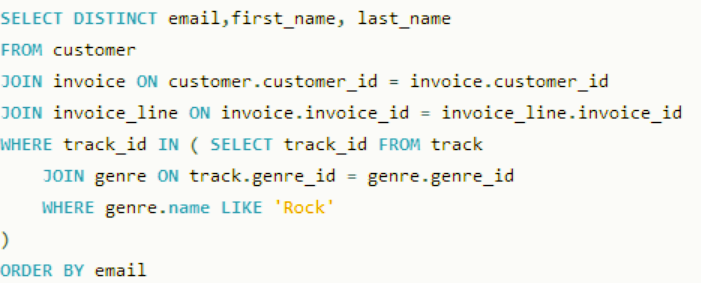 SELECT DISTINCT email,first_name, last_name
FROM customer
JOIN invoice ON customer.customer_id = invoice.customer_id
JOIN invoice_line ON invoice.invoice_id = invoice_line.invoice_id
WHERE track_id IN ( SELECT track_id FROM track
    JOIN genre ON track.genre_id = genre.genre_id
    WHERE genre.name LIKE 'Rock'
)
ORDER BY email